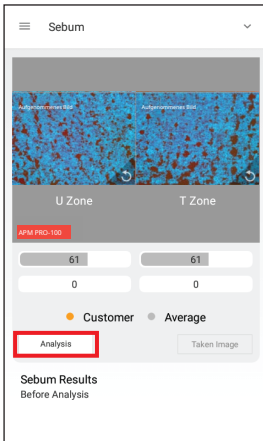 Sebum
Aufgenommenes Bild Aufgenommenes Bild
U Zone T Zone
APM PRO-100
61 61
0 0
Customer Average
Analysis Taken Image
Sebum Results
Before Analysis